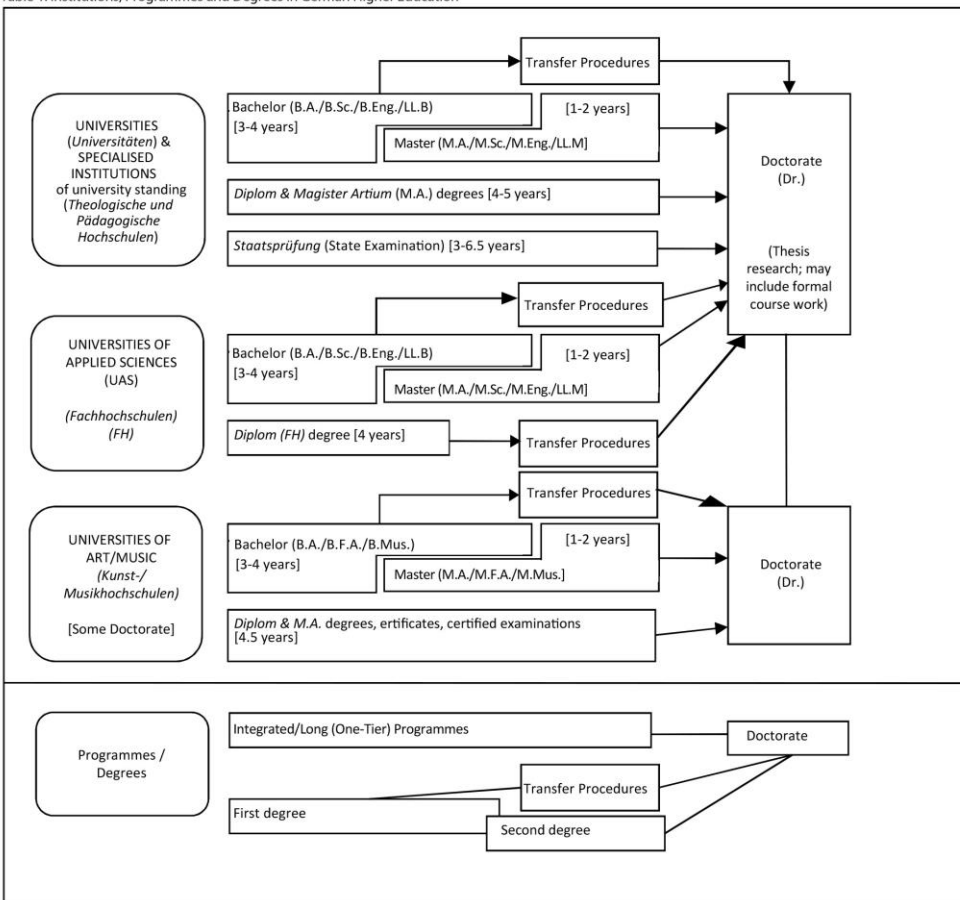 Table 1: Institutions, Programmes and Degrees in German Higher Education
UNIVERSITIES
(Universitäten) &
SPECIALISED
INSTITUTIONS
of university standing
(Theologische und
Pädagogische
Hochschulen)
Transfer Procedures
Bachelor (B.A./B.Sc./B.Eng./LL.B)
[3-4 years]
[1-2 years]
Master (M.A./M.Sc./M.Eng./LL.M]
Diplom & Magister Artium (M.A.) degrees [4-5 years]
Staatsprüfung (State Examination) [3-6.5 years]
Doctorate
(Dr.)
(Thesis
research; may
include formal
course work)
UNIVERSITIES OF
APPLIED SCIENCES
(UAS)
(Fachhochschulen)
(FH)
Transfer Procedures
Bachelor (B.A./B.Sc./B.Eng./LL.B)
[3-4 years]
[1-2 years]
Master (M.A./M.Sc./M.Eng./LL.M]
Diplom (FH) degree [4 years]
Transfer Procedures
UNIVERSITIES OF
ART/MUSIC
(Kunst-/
Musikhochschulen)
[Some Doctorate]
Transfer Procedures
Bachelor (B.A./B.F.A./B.Mus.)
[3-4 years]
[1-2 years]
Master (M.A./M.F.A./M.Mus.]
Diplom & M.A. degrees, ertificates, certified examinations
[4.5 years]
Doctorate
(Dr.)
Programmes /
Degrees
Integrated/Long (One-Tier) Programmes
Doctorate
Transfer Procedures
First degree
Second degree